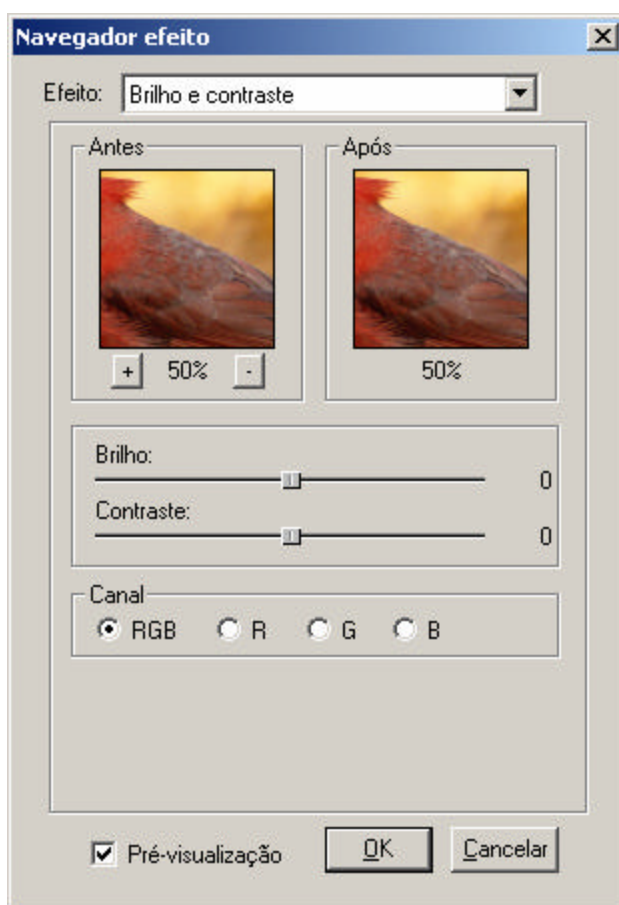 Navegador efeito
Efeito: Brilho e contraste
Antes Após
+ 50% - 50%
Brilho: 0
Contraste: 0
Canal
RGB R G B
Pré-visualização OK Cancelar